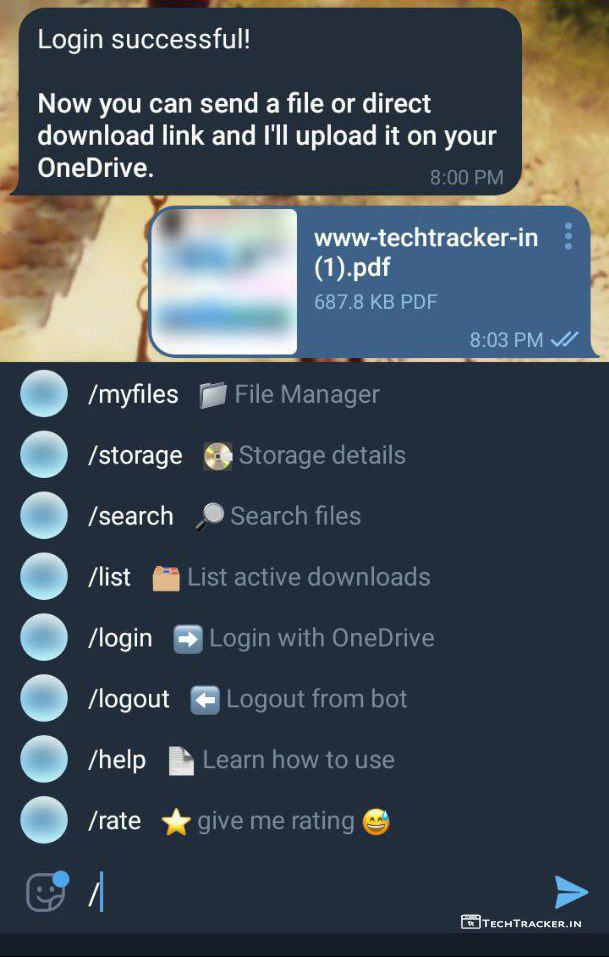 Login successful!
Now you can send a file or direct
download link and I'll upload it on your
OneDrive.
8:00 PM
www-techtracker-in
(1).pdf
687.8 KB PDF
8:03 PM
/myfiles 📁 File Manager
/storage 📀 Storage details
/search 🔎 Search files
/list 🗂 List active downloads
/login ➡️ Login with OneDrive
/logout ⬅️ Logout from bot
/help 📄 Learn how to use
/rate ⭐ give me rating 😅
/
TECHTRACKER.IN